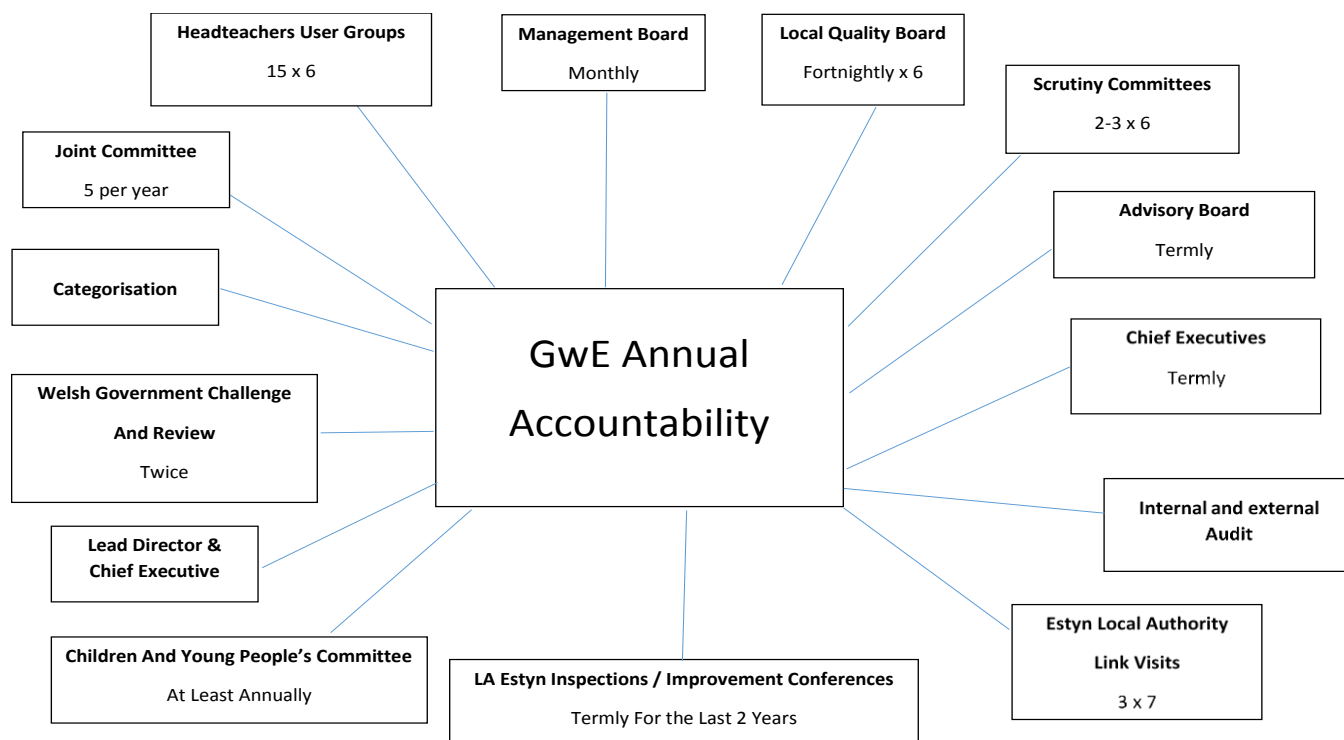 Headteachers User Groups
15 x 6
Management Board
Monthly
Local Quality Board
Fortnightly x 6
Scrutiny Committees
2-3 x 6
Joint Committee
5 per year
Advisory Board
Termly
Categorisation
GwE Annual
Accountability
Chief Executives
Termly
Welsh Government Challenge
And Review
Twice
Internal and external
Audit
Lead Director &
Chief Executive
Estyn Local Authority
Link Visits
3 x 7
Children And Young People’s Committee
At Least Annually
LA Estyn Inspections / Improvement Conferences
Termly For the Last 2 Years